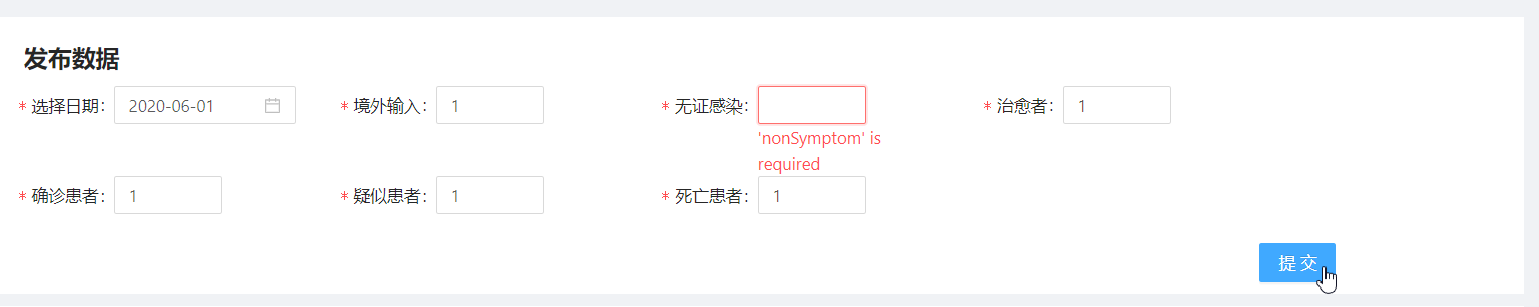 发布数据
* 选择日期： 2020-06-01 * 境外输入： 1 * 无证感染： * 治愈者： 1
'nonSymptom' is
required
* 确诊患者： 1 * 疑似患者： 1 * 死亡患者： 1
提 交